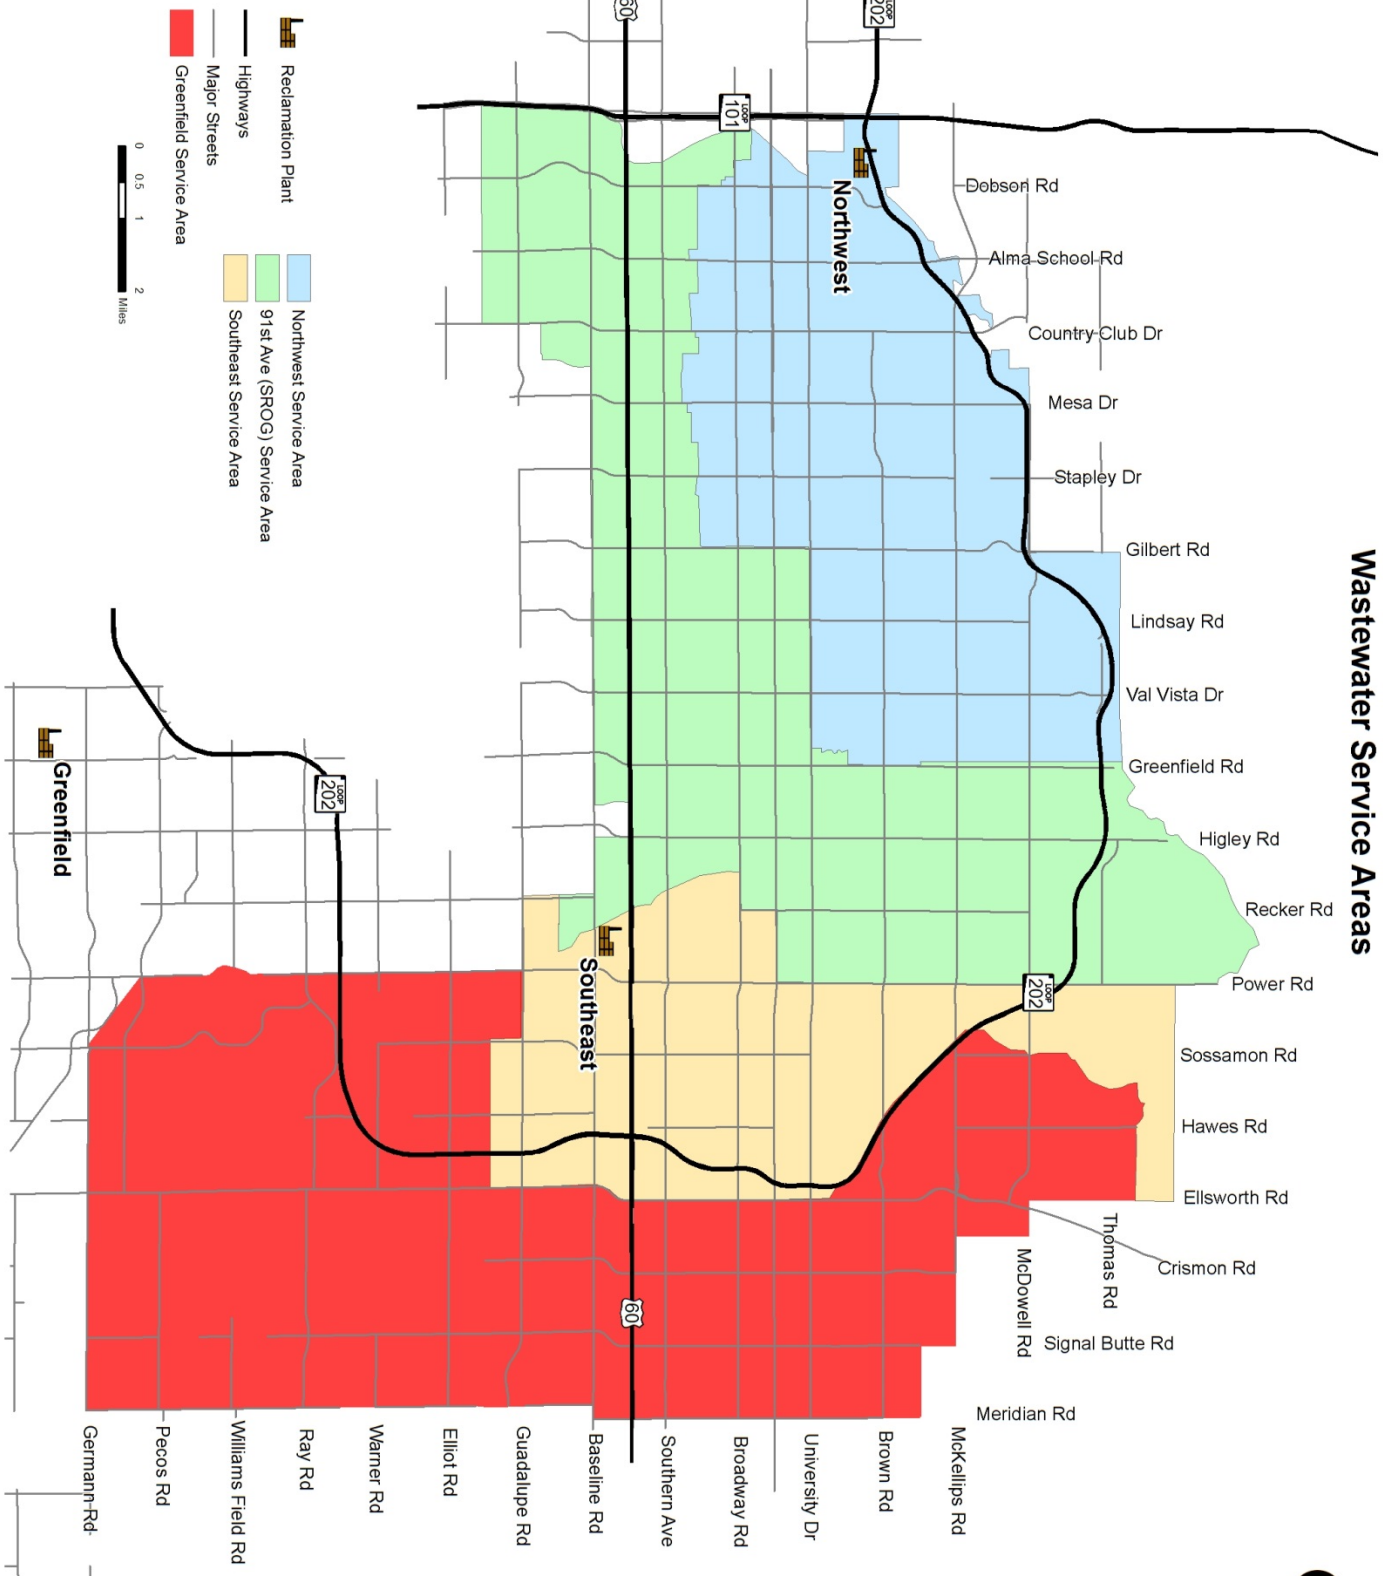 Wastewater Service Areas
60
LOOP
202
LOOP
101
Northwest
Dobson Rd
Alma School Rd
Country Club Dr
Mesa Dr
Stapley Dr
Gilbert Rd
Lindsay Rd
Val Vista Dr
Greenfield Rd
Higley Rd
Recker Rd
Power Rd
Sossamon Rd
Hawes Rd
Ellsworth Rd
Crismon Rd
Signal Butte Rd
Meridian Rd
Thomas Rd
McDowell Rd
McKellips Rd
Brown Rd
University Dr
Broadway Rd
Southern Ave
Baseline Rd
Guadalupe Rd
Elliot Rd
Warner Rd
Ray Rd
Williams Field Rd
Pecos Rd
Germann Rd
LOOP
202
Southeast
60
LOOP
202
Greenfield
Reclamation Plant
Highways
Major Streets
Greenfield Service Area
Northwest Service Area
91st Ave (SROG) Service Area
Southeast Service Area
0 0.5 1 2
Miles